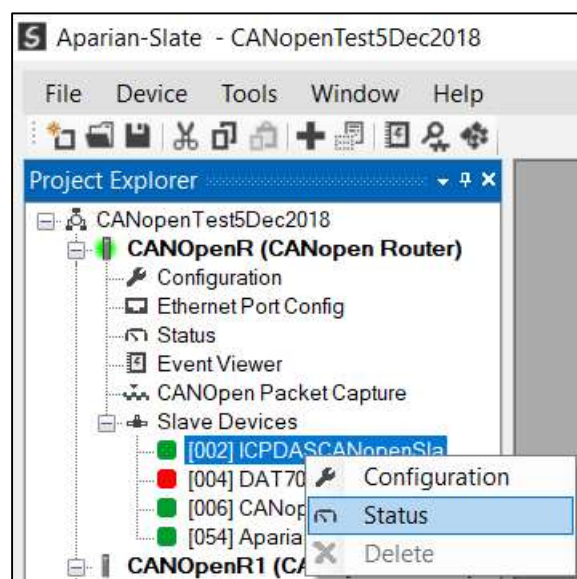 Aparian-Slate - CANopenTest5Dec2018
File Device Tools Window Help
Project Explorer
CANopenTest5Dec2018
CANOpenR (CANopen Router)
Configuration
Ethernet Port Config
Status
Event Viewer
CANOpen Packet Capture
Slave Devices
[002] ICPDASCANopenSla
[004] DAT70
[006] CANop
[054] Aparia
CANOpenR1 (CA
Configuration
Status
Delete